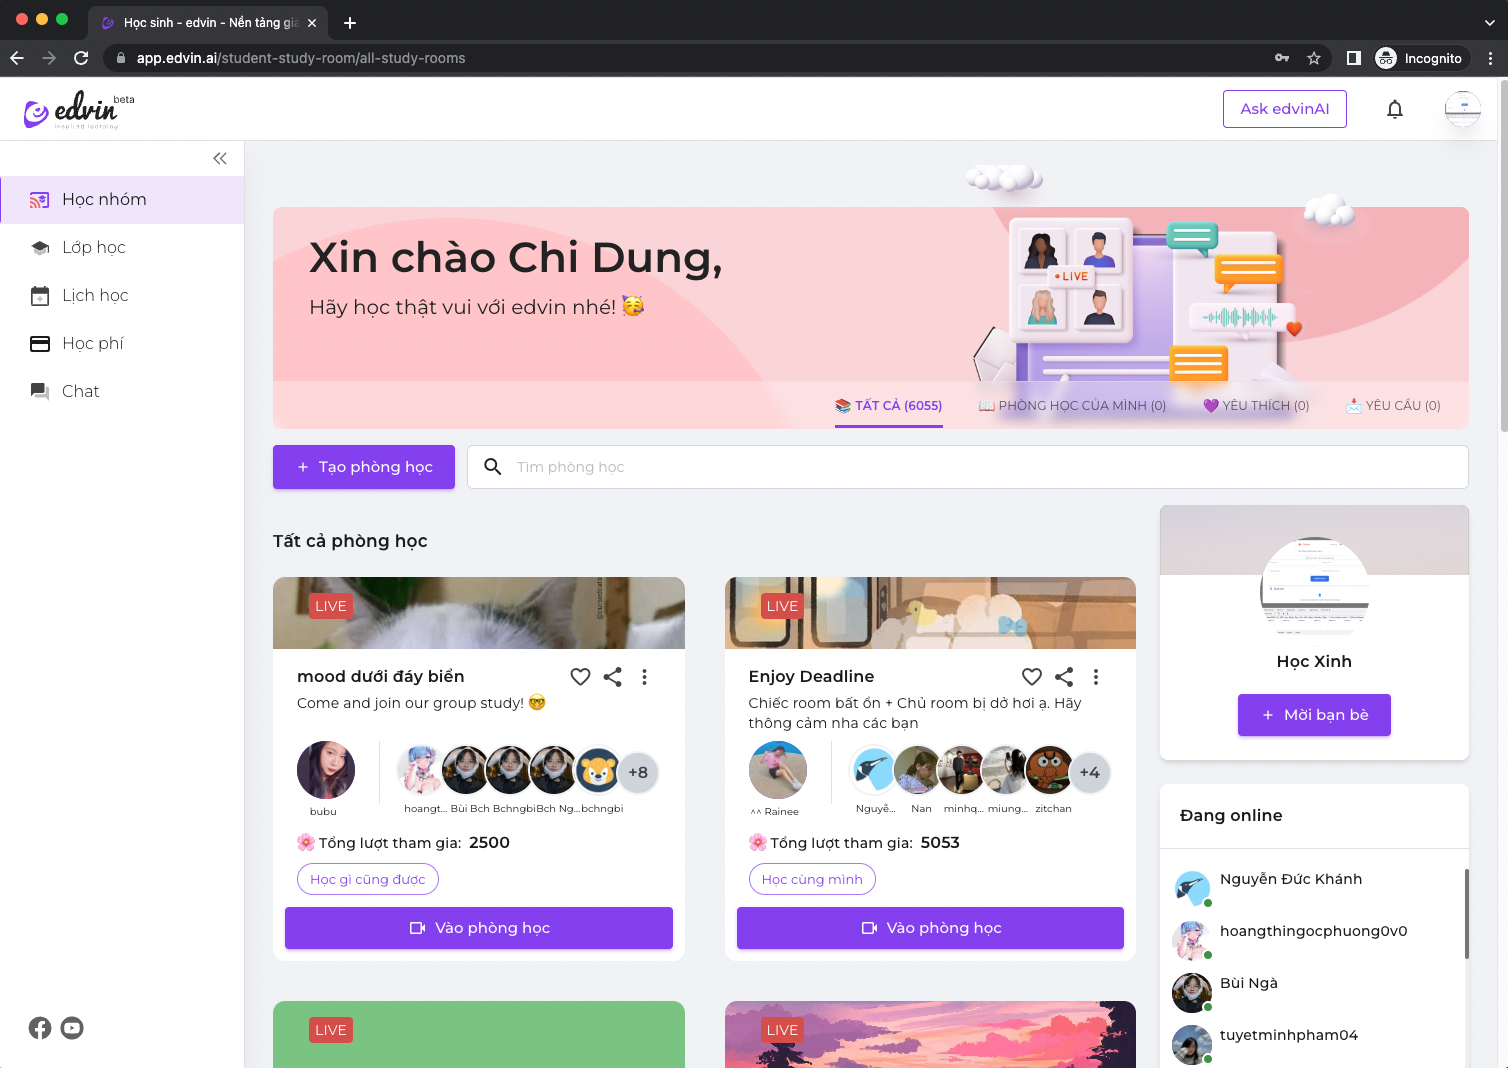 Học sinh - edvin - Nền tảng giá
app.edvin.ai/student-study-room/all-study-rooms
Incognito
edvin beta
inspired learning
Ask edvinAI
Học nhóm
Lớp học
Lịch học
Học phí
Chat
Xin chào Chi Dung,
Hãy học thật vui với edvin nhé! 🥳
LIVE
📚 TẤT CẢ (6055)
📖 PHÒNG HỌC CỦA MÌNH (0)
💜 YÊU THÍCH (0)
📩 YÊU CẦU (0)
+ Tạo phòng học
Tìm phòng học
Tất cả phòng học
LIVE
mood dưới đáy biển
Come and join our group study! 🤓
bubu
hoangt...
Bùi Bch
Bchngbi
Bch Ng...
bchngbi
+8
🌸 Tổng lượt tham gia: 2500
Học gì cũng được
Vào phòng học
LIVE
Enjoy Deadline
Chiếc room bất ổn + Chủ room bị dở hơi ạ. Hãy
thông cảm nha các bạn
^^ Rainee
Nguyễ...
Nan
minhq...
miung...
zitchan
+4
🌸 Tổng lượt tham gia: 5053
Học cùng mình
Vào phòng học
LIVE
LIVE
Học Xinh
+ Mời bạn bè
Đang online
Nguyễn Đức Khánh
hoangthingocphuong0v0
Bùi Ngà
tuyetminhpham04